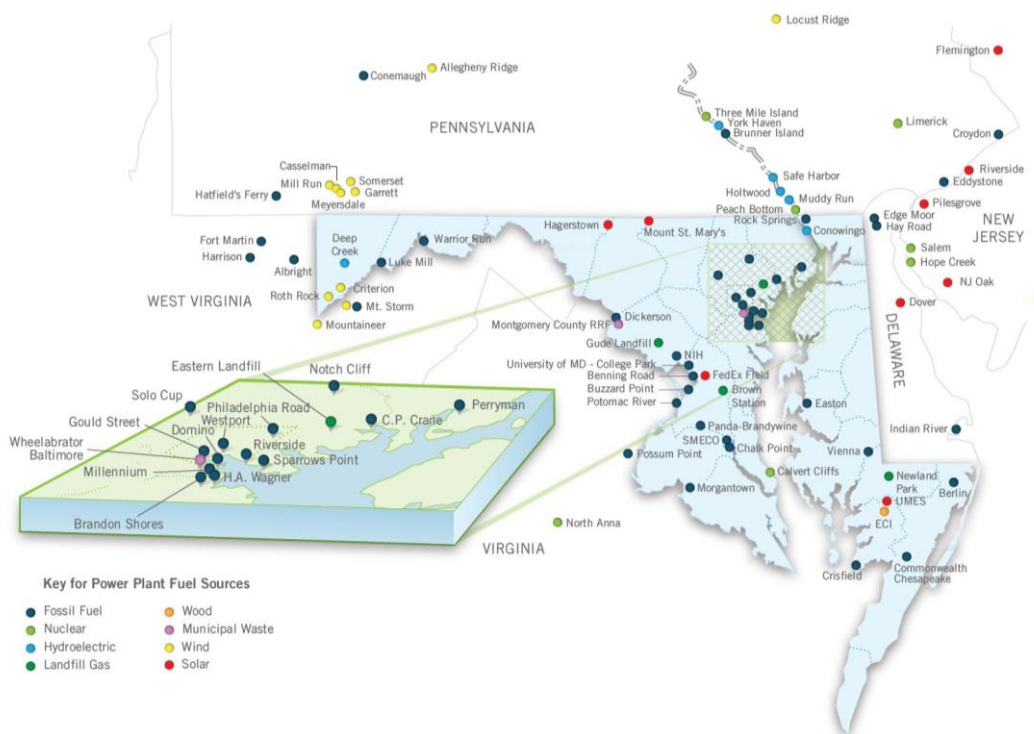 Locust Ridge
Flemington
Allegheny Ridge
Conemaugh
Three Mile Island
York Haven
Brunner Island
Limerick
Croydon
PENNSYLVANIA
Casselman
Mill Run
Somerset
Garrett
Meyersdale
Hatfield's Ferry
Safe Harbor
Holtwood
Muddy Run
Peach Bottom
Rock Springs
Conowingo
Riverside
Eddystone
Pilesgrove
Edge Moor
Hay Road
NEW
JERSEY
Salem
Hope Creek
NJ Oak
Dover
DELAWARE
Hagerstown
Mount St. Mary's
Fort Martin
Harrison
Albright
Deep
Creek
Warrior Run
Luke Mill
WEST VIRGINIA
Roth Rock
Criterion
Mt. Storm
Mountaineer
Dickerson
Montgomery County RRF
Gude Landfill
NIH
University of MD - College Park
Benning Road
FedEx Field
Buzzard Point
Brown
Station
Potomac River
Easton
Indian River
Panda-Brandywine
SMECO
Chalk Point
Possum Point
Vienna
Calvert Cliffs
Morgantown
Newland
Park
UMES
Berlin
ECI
North Anna
VIRGINIA
Crisfield
Commonwealth
Chesapeake
Eastern Landfill
Notch Cliff
Solo Cup
Philadelphia Road
Perryman
Gould Street
Westport
C.P. Crane
Domino
Wheelabrator
Baltimore
Riverside
Sparrows Point
Millennium
H.A. Wagner
Brandon Shores
Key for Power Plant Fuel Sources
Fossil Fuel
Nuclear
Hydroelectric
Landfill Gas
Wood
Municipal Waste
Wind
Solar